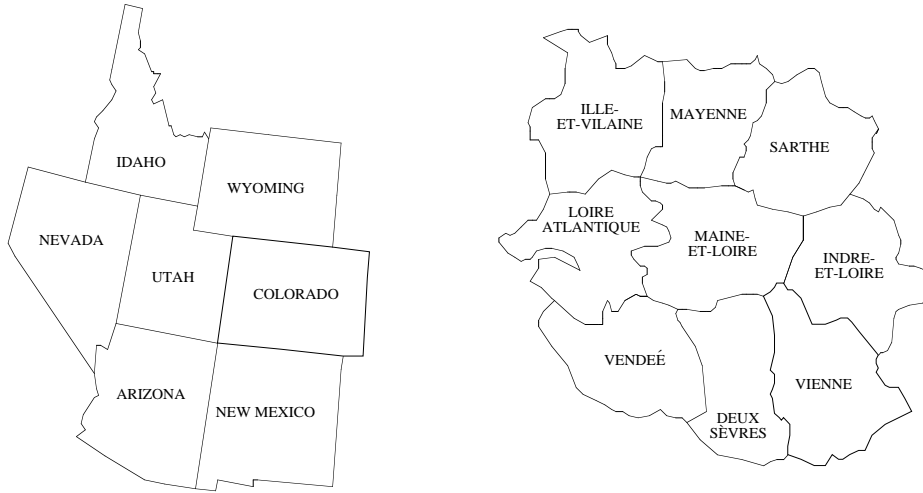 IDAHO
WYOMING
NEVADA
UTAH
COLORADO
ARIZONA
NEW MEXICO
ILLE-
ET-VILAINE
MAYENNE
SARTHE
LOIRE
ATLANTIQUE
MAINE-
ET-LOIRE
INDRE-
ET-LOIRE
VENDEÉ
DEUX
SÈVRES
VIENNE